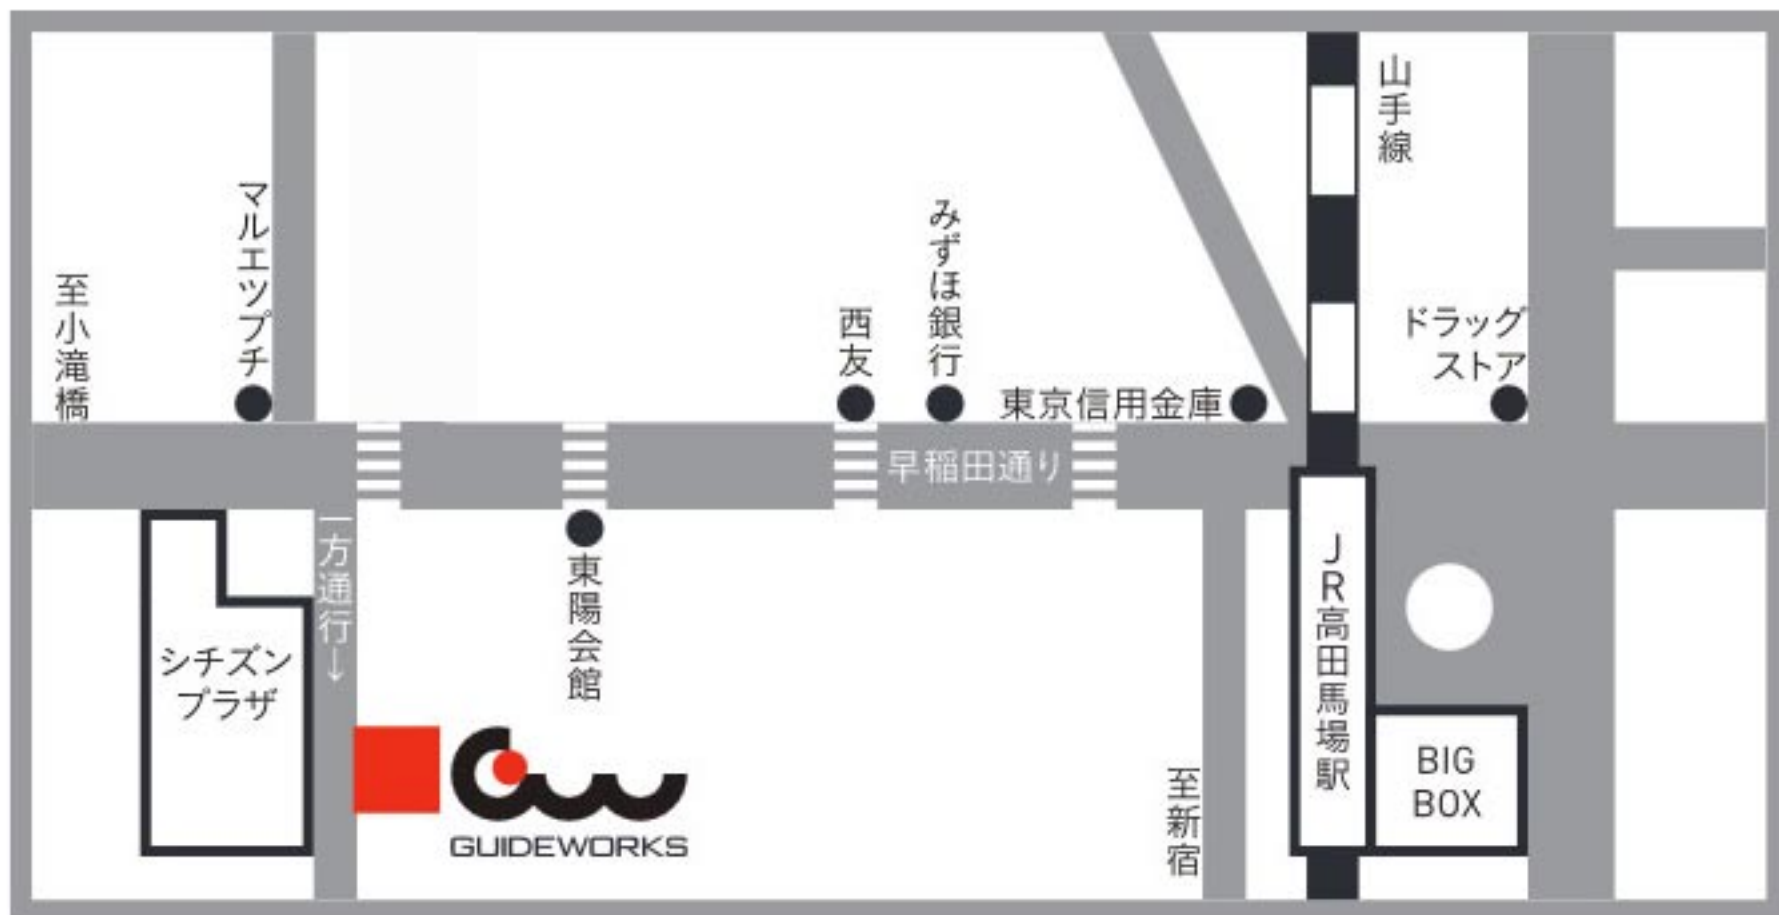 山手線
マルエツプチ
みずほ銀行
至小滝橋
西友
ドラッグ
ストア
東京信用金庫
早稲田通り
一方通行↓
JR高田馬場駅
東陽会館
シチズン
プラザ
BIG
BOX
至新宿
GUIDEWORKS